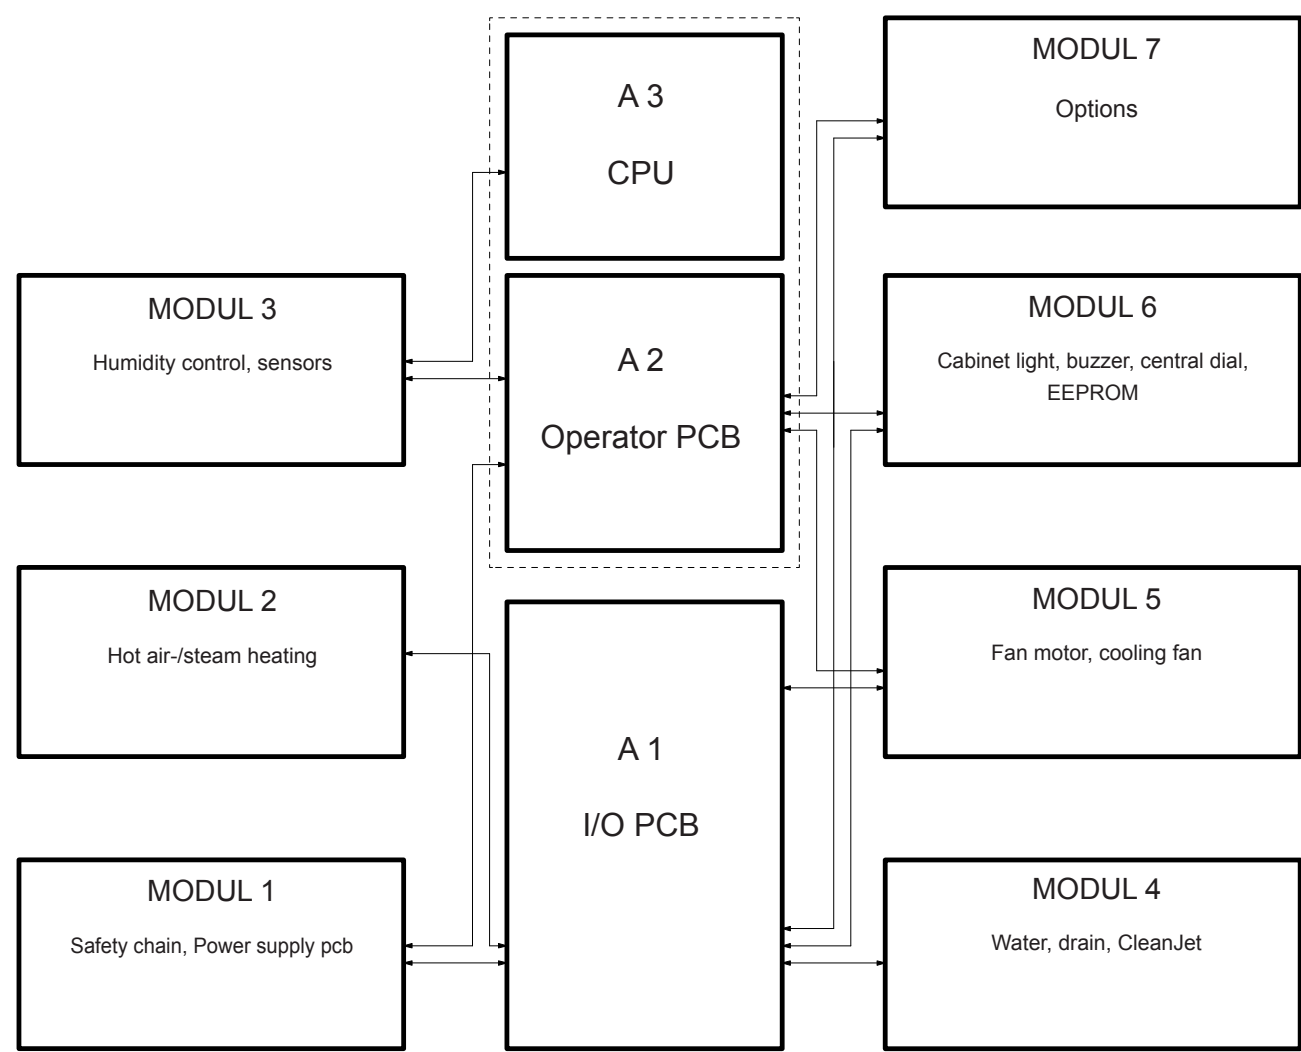 A 3
CPU
MODUL 7
Options
MODUL 3
Humidity control, sensors
A 2
Operator PCB
MODUL 6
Cabinet light, buzzer, central dial,
EEPROM
MODUL 2
Hot air-/steam heating
MODUL 5
Fan motor, cooling fan
A 1
I/O PCB
MODUL 1
Safety chain, Power supply pcb
MODUL 4
Water, drain, CleanJet